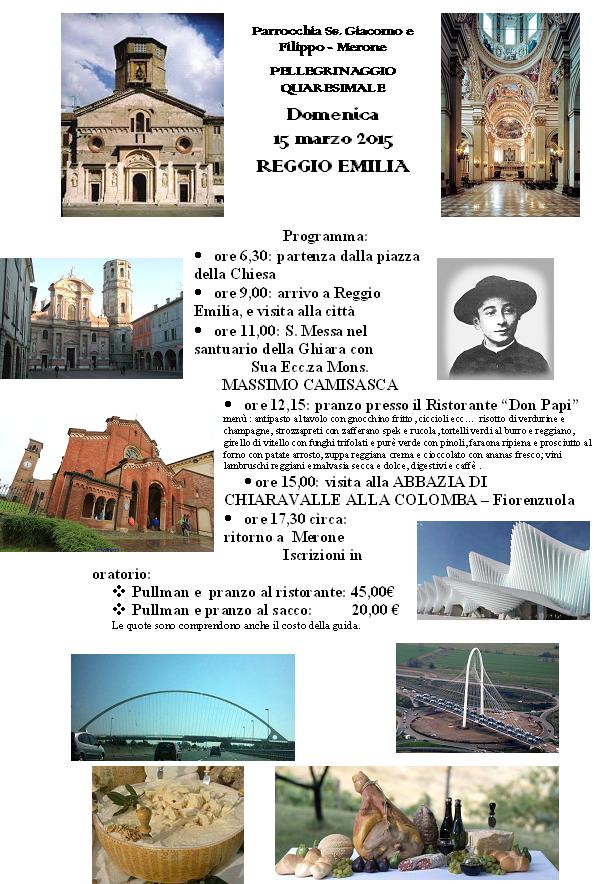 Parrocchia Ss. Giacomo e
Filippo - Merone
PELLEGRINAGGIO
QUARESIMALE
Domenica
15 marzo 2015
REGGIO EMILIA
Programma:
• ore 6,30: partenza dalla piazza
della Chiesa
• ore 9,00: arrivo a Reggio
Emilia, e visita alla città
• ore 11,00: S. Messa nel
santuario della Ghiara con
Sua Ecc.za Mons.
MASSIMO CAMISASCA
• ore 12,15: pranzo presso il Ristorante “Don Papi”
menù : antipasto al tavolo con gnocchino fritto , ciccioli ecc… risotto di verdurine e
champagne, strozzapreti con zafferano spek e rucola , tortelli verdi al burro e reggiano ,
girello di vitello con funghi trifolati e purè verde con pinoli, faraona ripiena e prosciutto al
forno con patate arrosto, zuppa reggiana crema e cioccolato con ananas fresco; vini
lambruschi reggiani e malvasia secca e dolce, digestivi e caffè .
• ore 15,00: visita alla ABBAZIA DI
CHIARAVALLE ALLA COLOMBA – Fiorenzuola
• ore 17,30 circa:
ritorno a Merone
Iscrizioni in
oratorio:
❖ Pullman e pranzo al ristorante: 45,00€
❖ Pullman e pranzo al sacco: 20,00 €
Le quote sono comprendono anche il costo della guida.